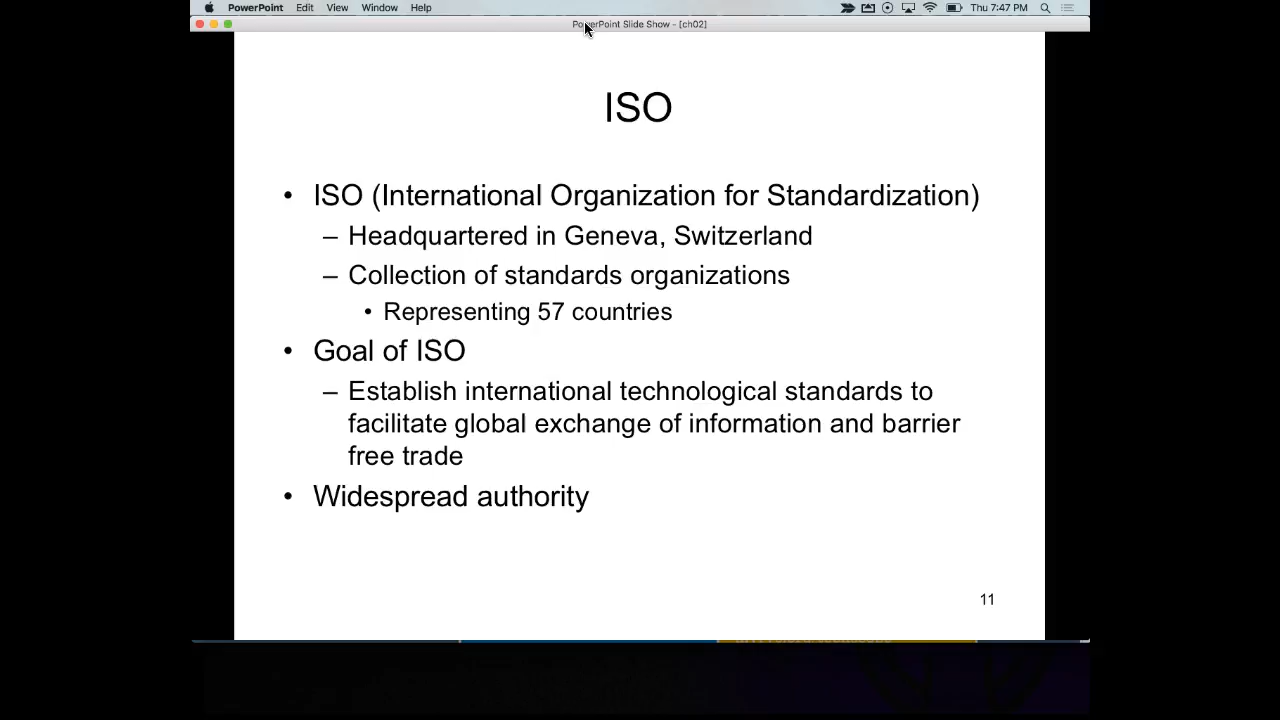 PowerPoint Edit View Window Help Thu 7:47 PM
PowerPoint Slide Show - [ch02]
ISO
• ISO (International Organization for Standardization)
– Headquartered in Geneva, Switzerland
– Collection of standards organizations
• Representing 57 countries
• Goal of ISO
– Establish international technological standards to
facilitate global exchange of information and barrier
free trade
• Widespread authority
11